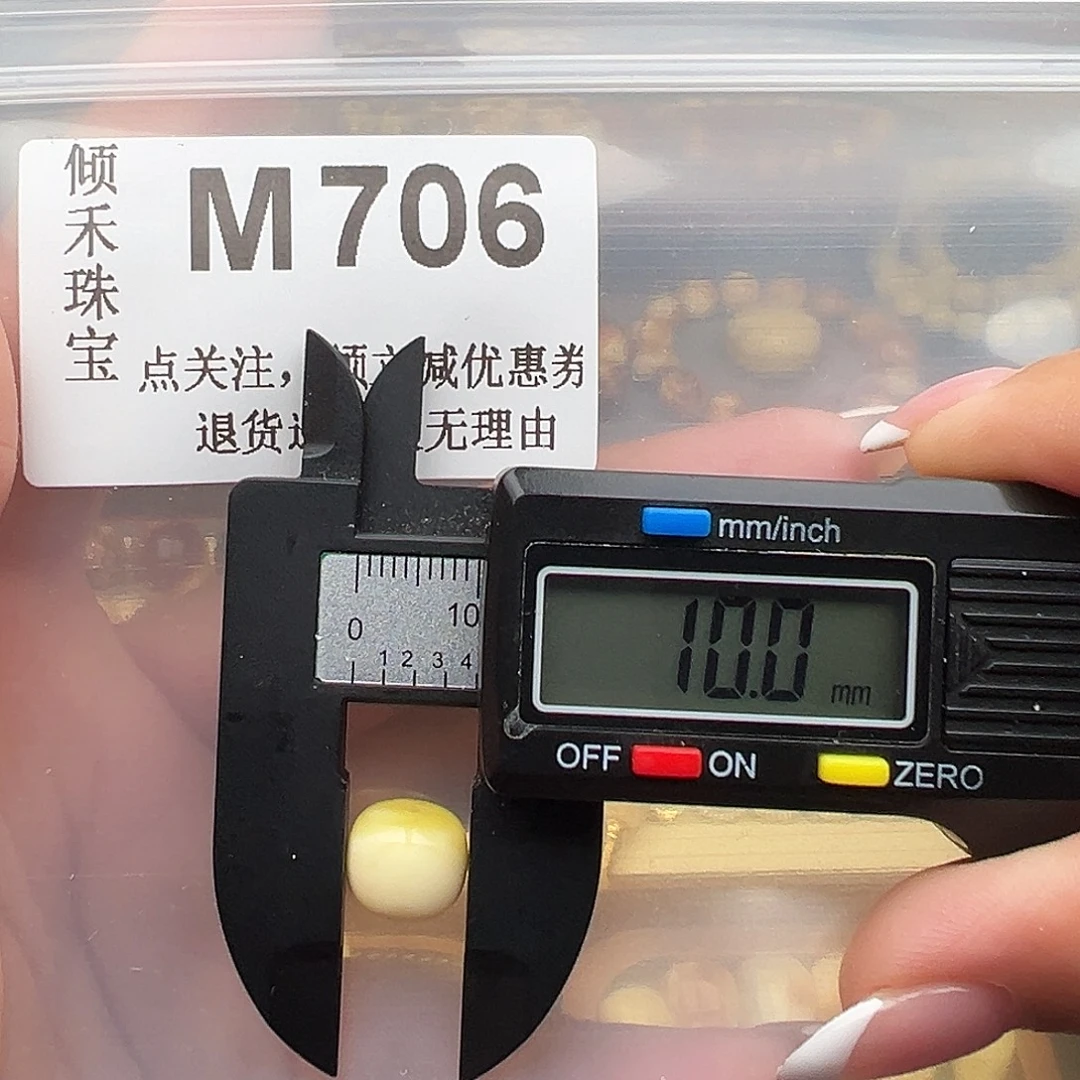 倾禾珠宝
M706
点关注， 减优惠券
退货 无理由
mm/inch
10.0 mm
0 10
1 2 3 4
OFF ON
ZERO